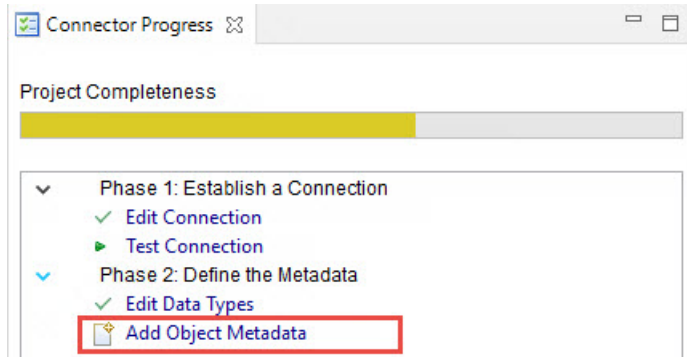 Connector Progress
Project Completeness
Phase 1: Establish a Connection
Edit Connection
Test Connection
Phase 2: Define the Metadata
Edit Data Types
Add Object Metadata